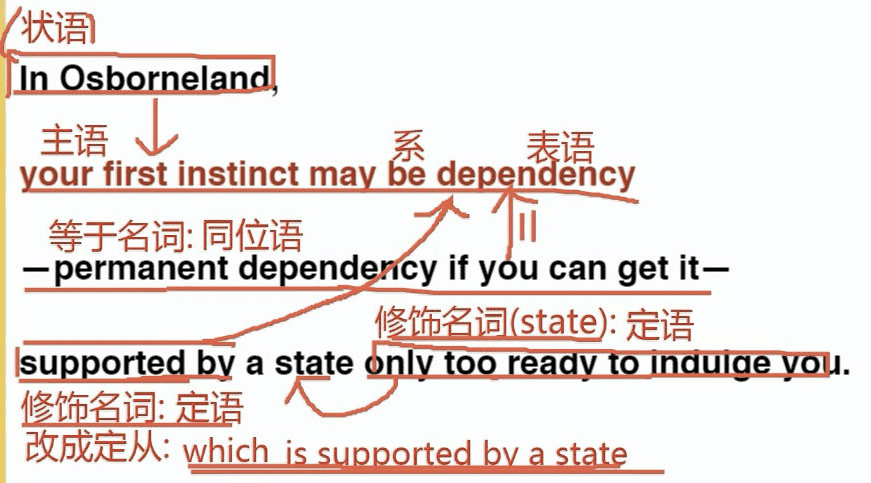 状语
In Osborneland,
主语 系 表语
your first instinct may be dependency
等于名词: 同位语
—permanent dependency if you can get it—
修饰名词(state): 定语
supported by a state only too ready to indulge you.
修饰名词: 定语
改成定从: which is supported by a state